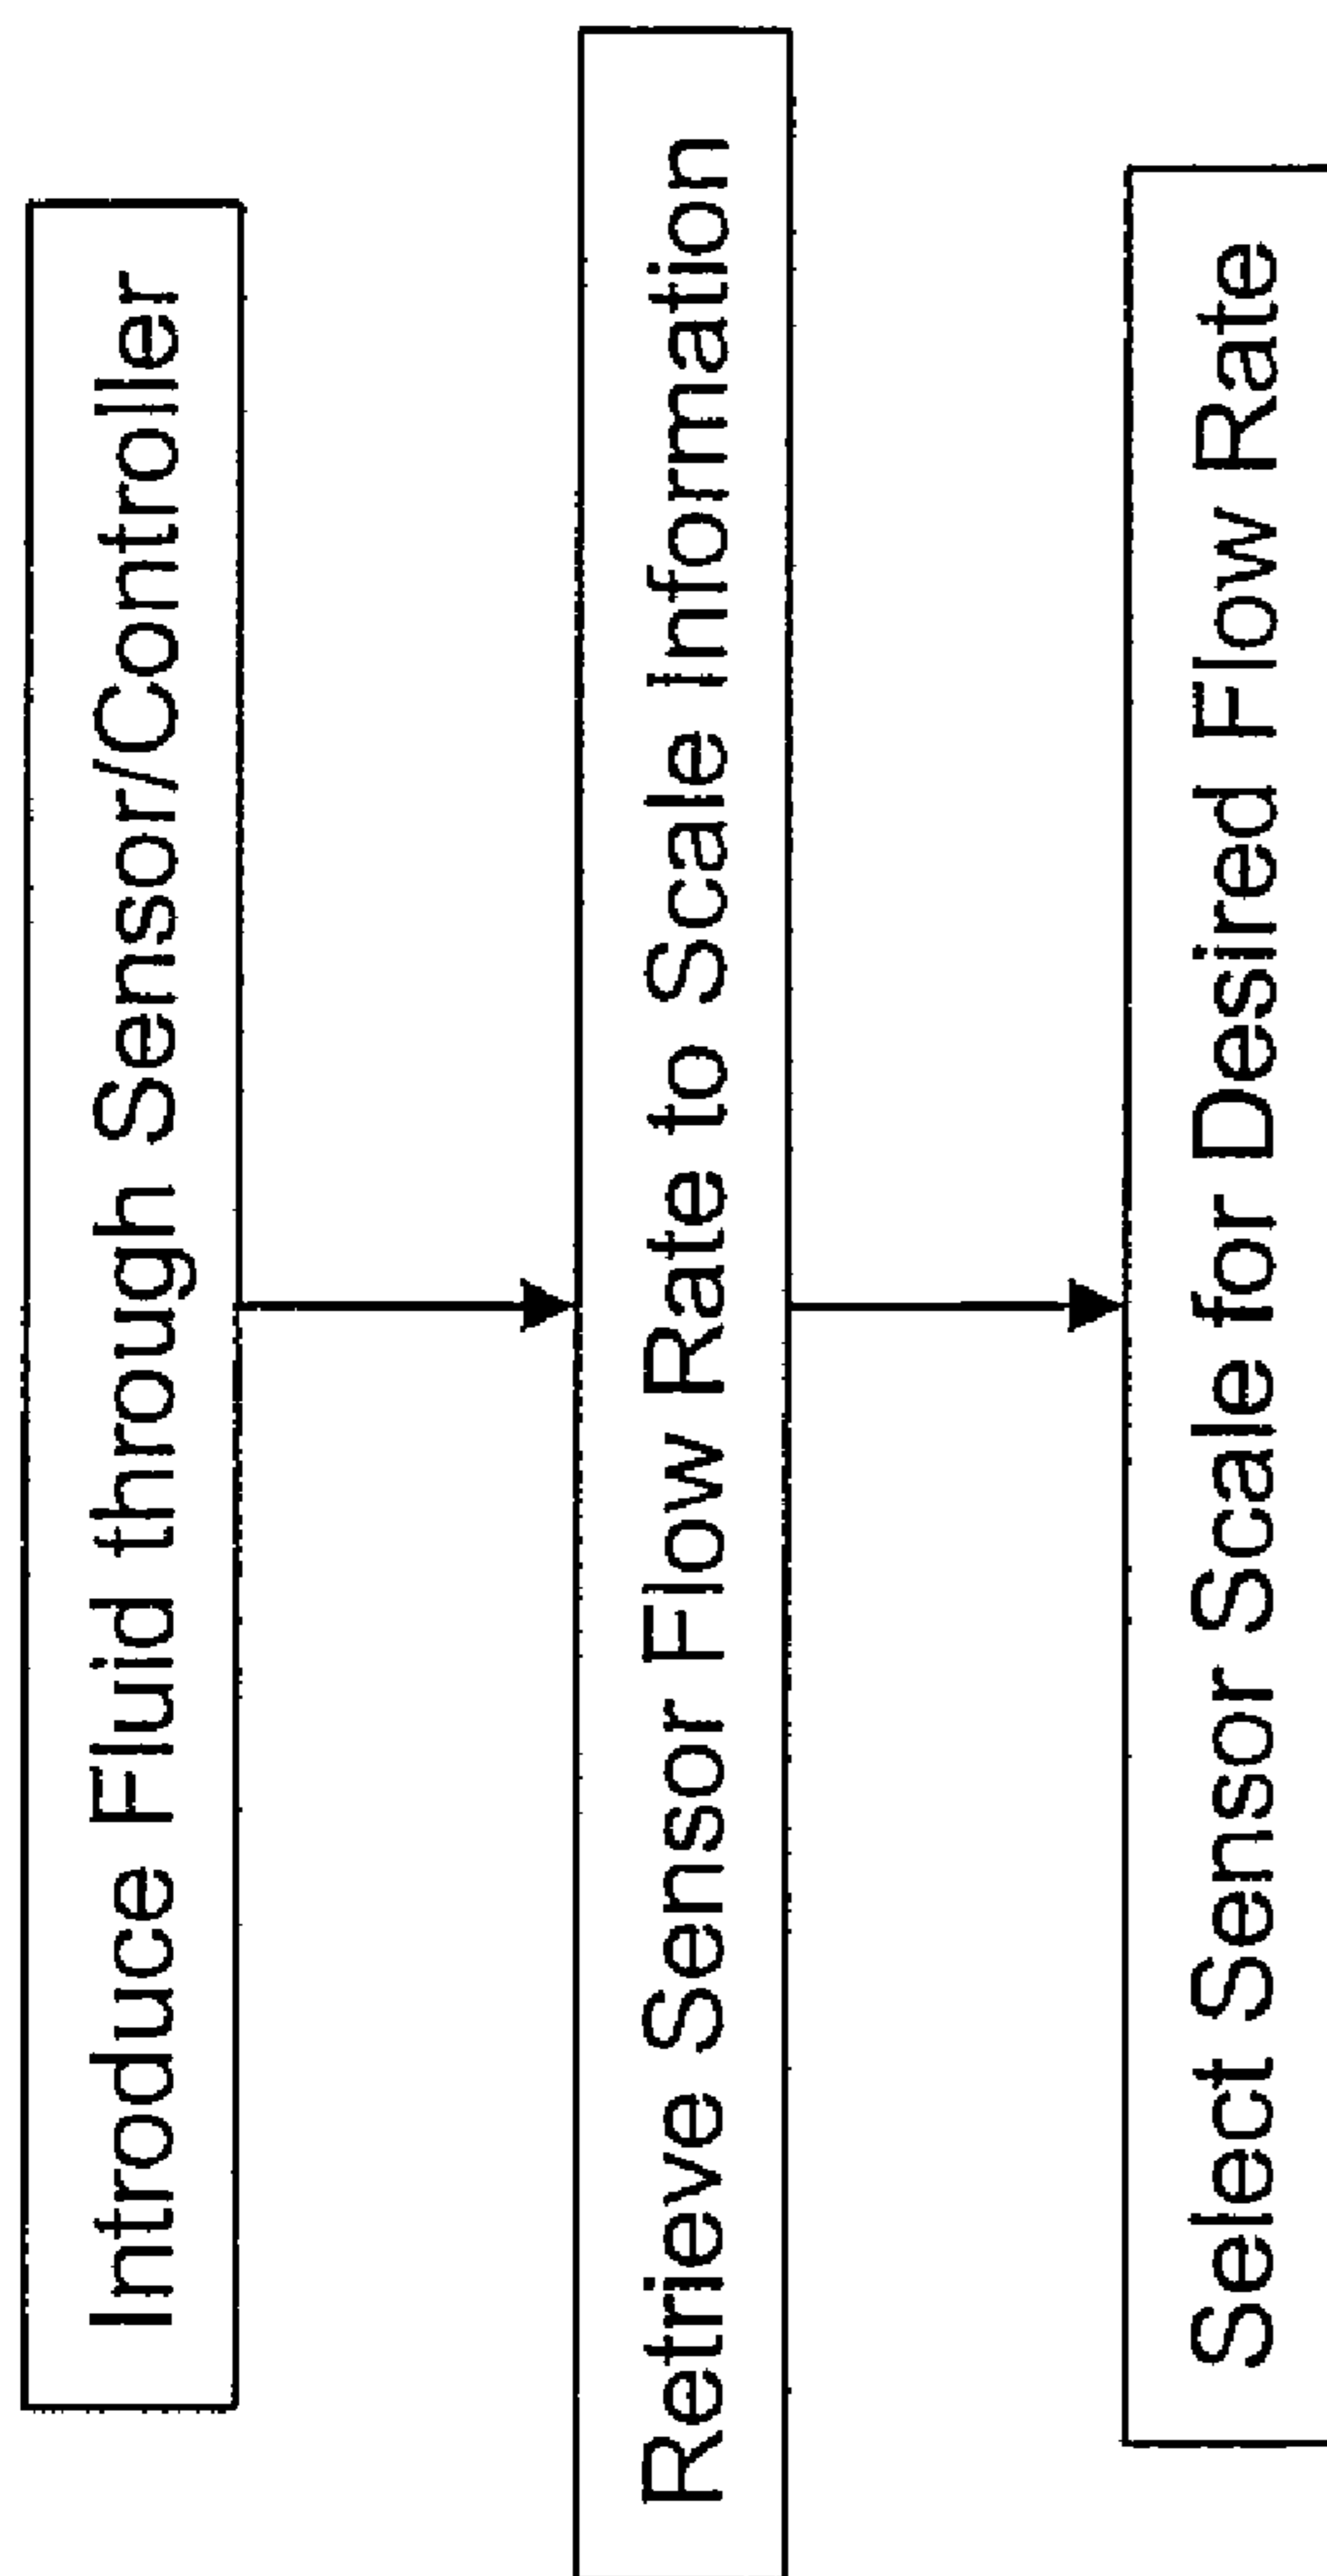 Introduce Fluid through Sensor/Controller
Retrieve Sensor Flow Rate to Scale Information
Select Sensor Scale for Desired Flow Rate